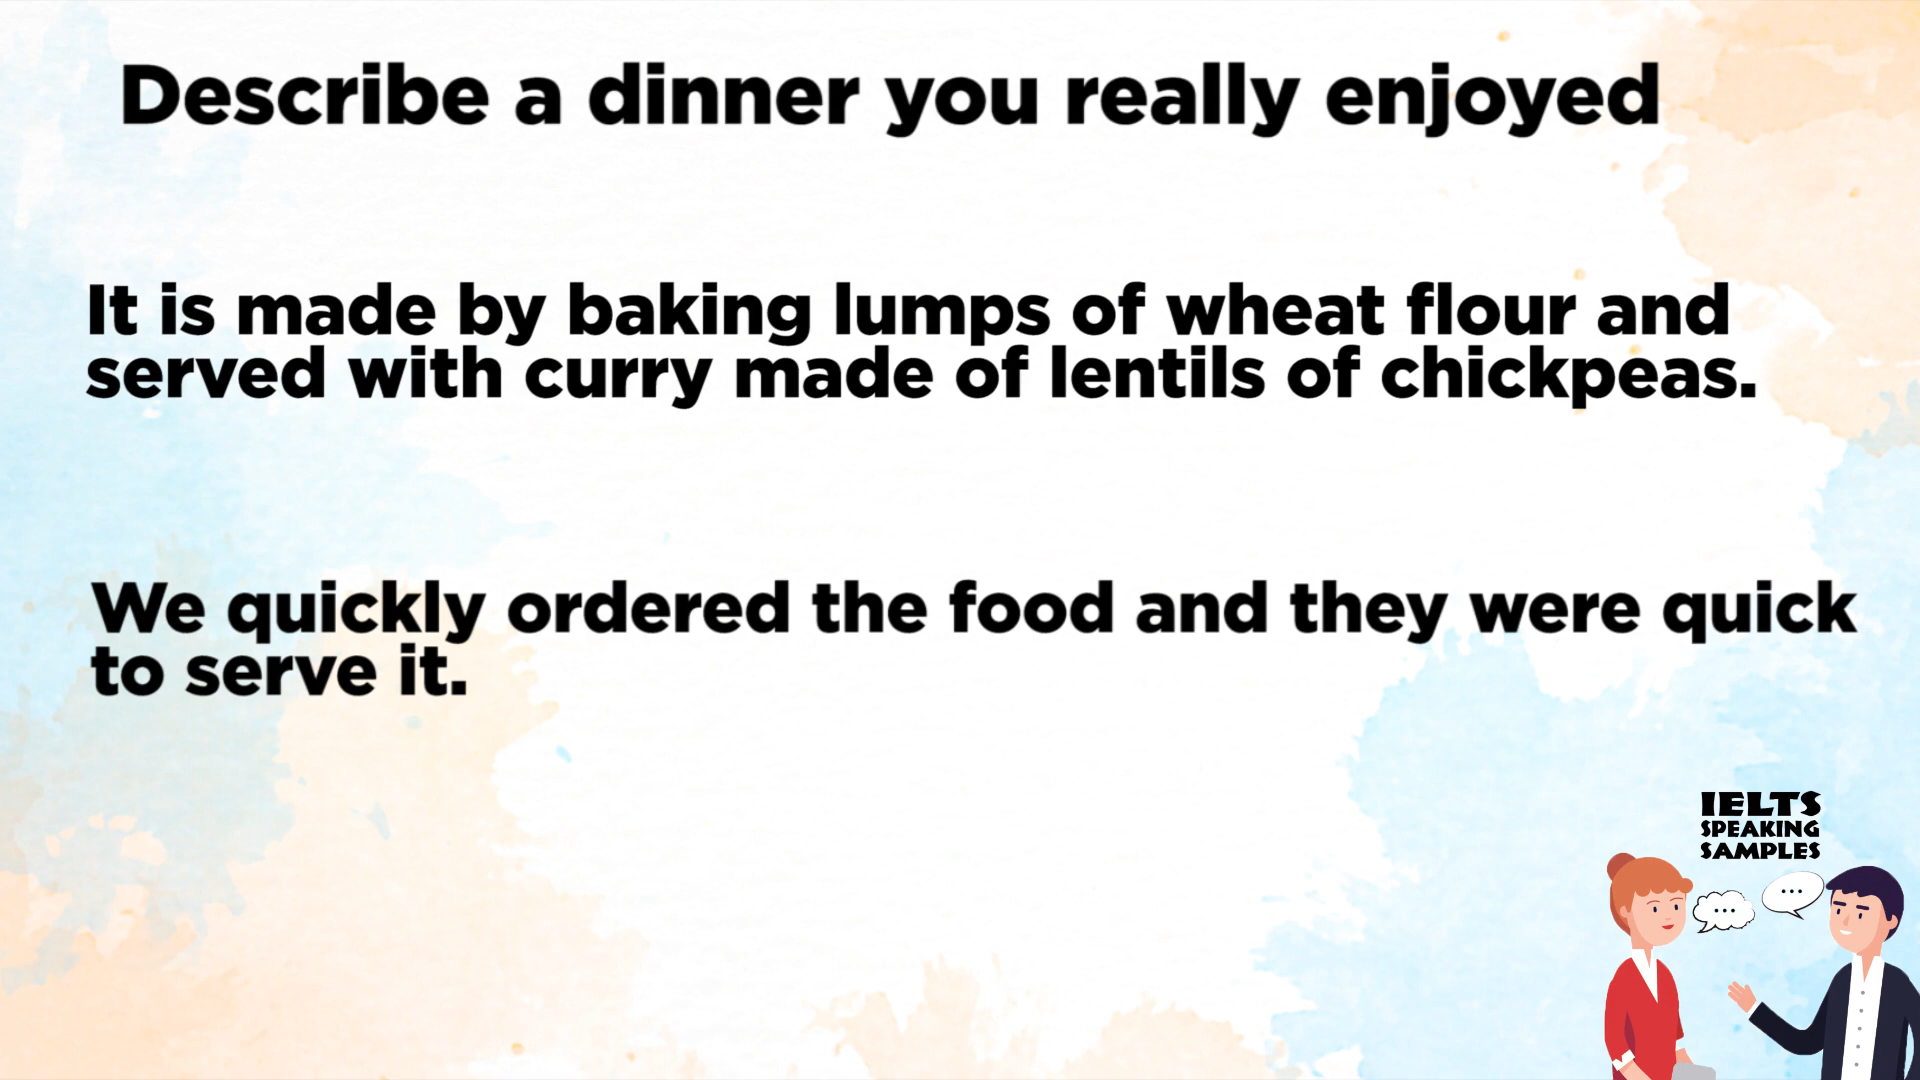 Describe a dinner you really enjoyed
It is made by baking lumps of wheat flour and
served with curry made of lentils of chickpeas.
We quickly ordered the food and they were quick
to serve it.
IELTS
SPEAKING
SAMPLES